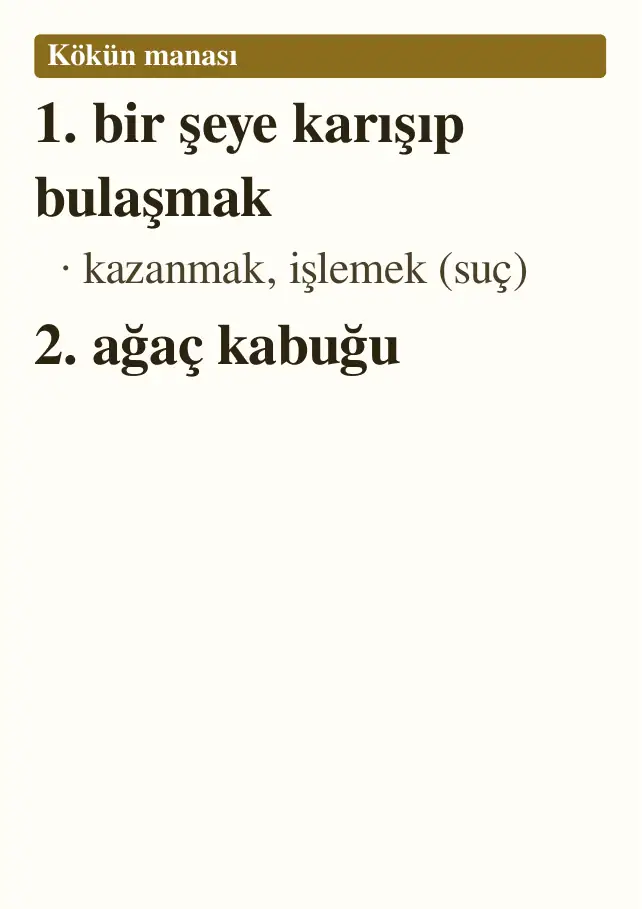 Kökün manası
1. bir şeye karışıp
bulaşmak
· kazanmak, işlemek (suç)
2. ağaç kabuğu